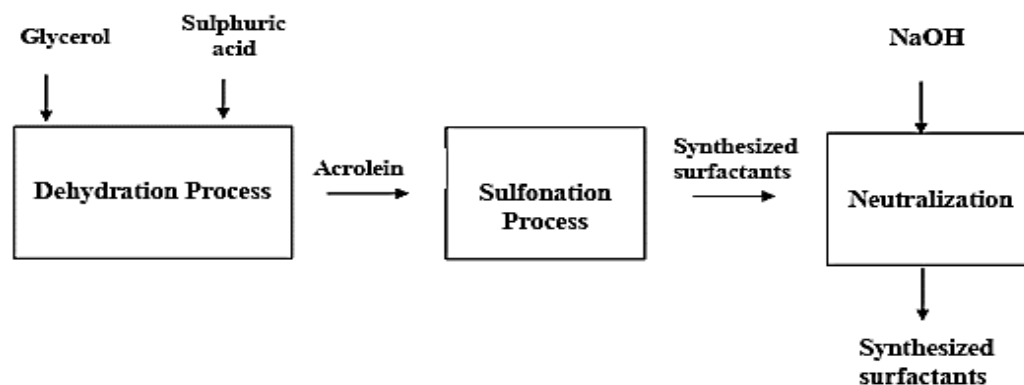 Glycerol
Sulphuric
acid
NaOH
Dehydration Process
Acrolein
Sulfonation
Process
Synthesized
surfactants
Neutralization
Synthesized
surfactants